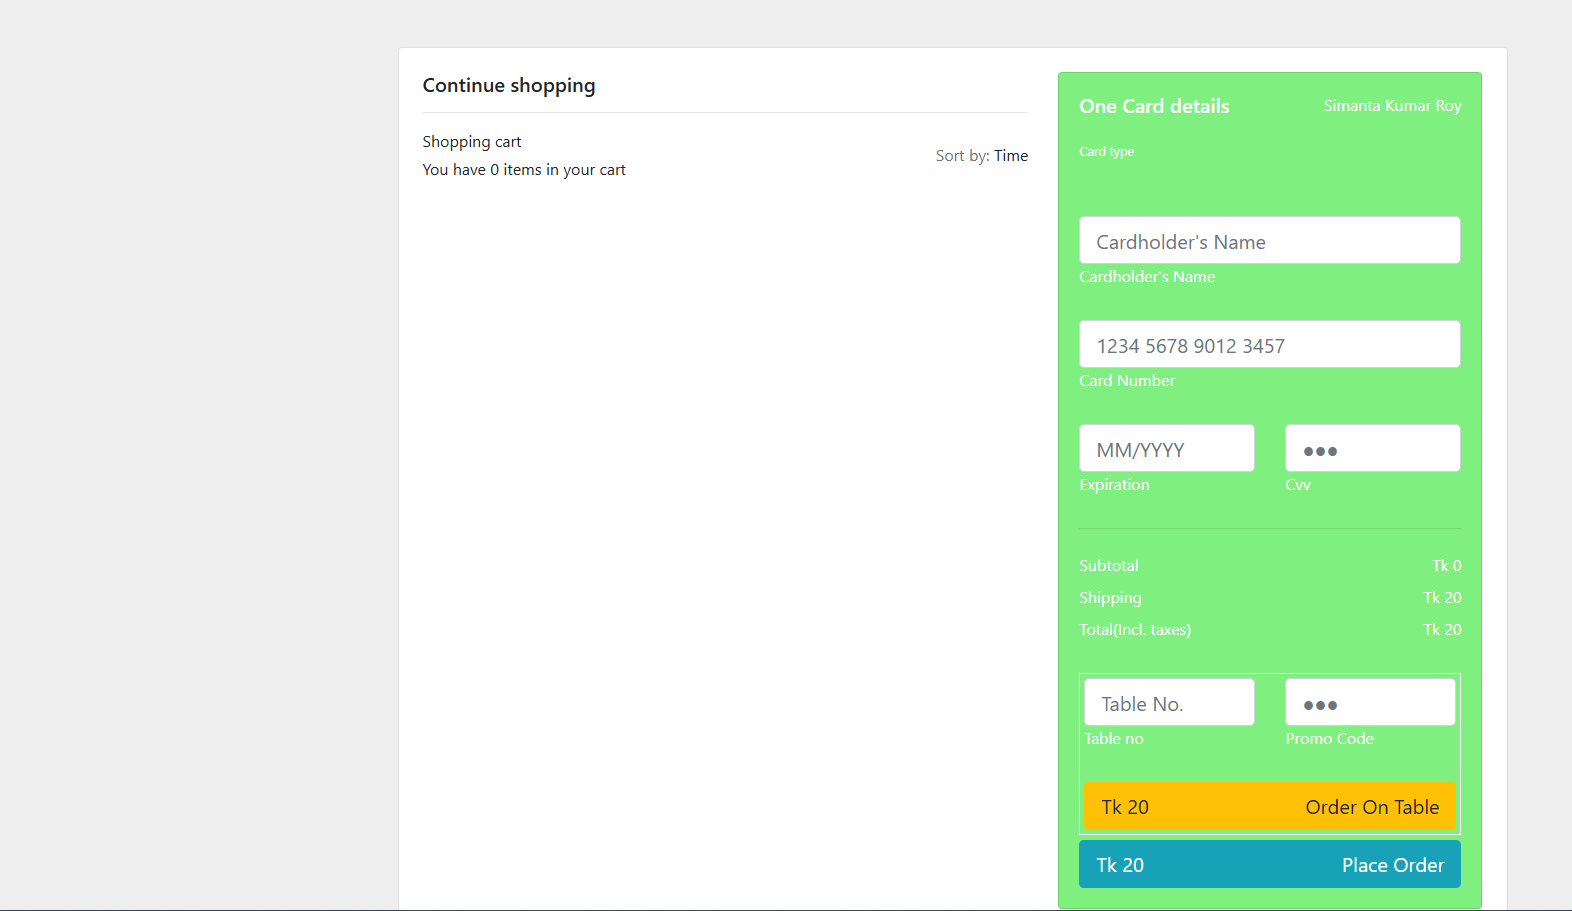 Continue shopping
Shopping cart
You have 0 items in your cart
Sort by: Time
One Card details
Simanta Kumar Roy
Card type
Cardholder's Name
Cardholder's Name
1234 5678 9012 3457
Card Number
MM/YYYY
●●●
Expiration
Cvv
Subtotal
Tk 0
Shipping
Tk 20
Total(Incl. taxes)
Tk 20
Table No.
●●●
Table no
Promo Code
Tk 20
Order On Table
Tk 20
Place Order